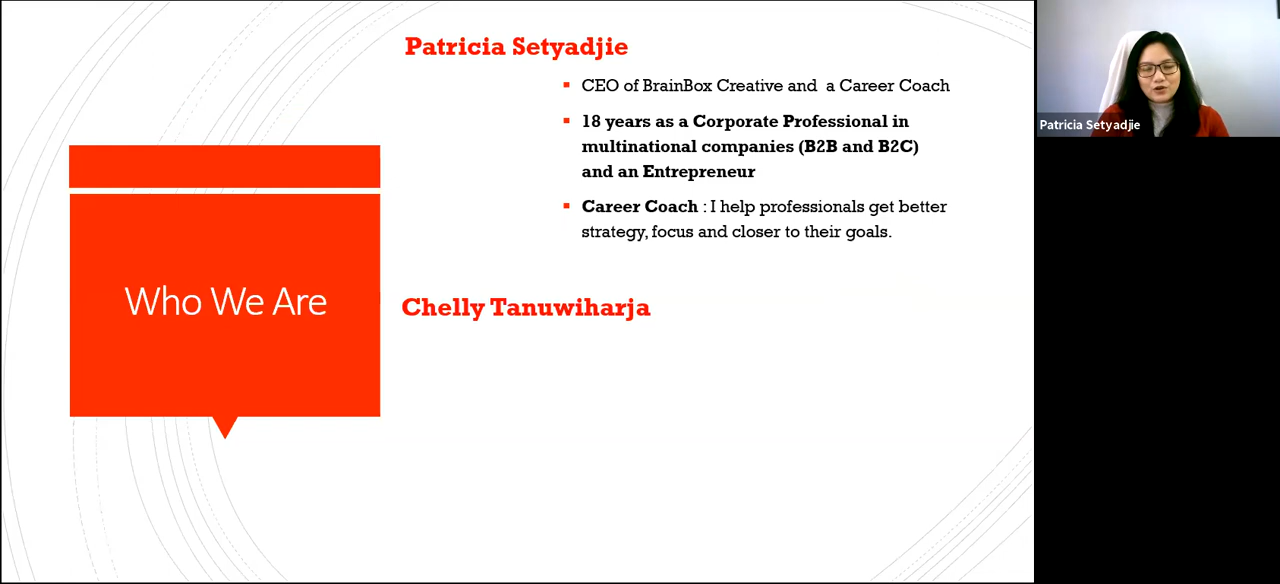 Patricia Setyadjie
CEO of BrainBox Creative and a Career Coach
18 years as a Corporate Professional in
multinational companies (B2B and B2C)
and an Entrepreneur
Career Coach : I help professionals get better
strategy, focus and closer to their goals.
Who We Are
Chelly Tanuwiharja
Patricia Setyadjie